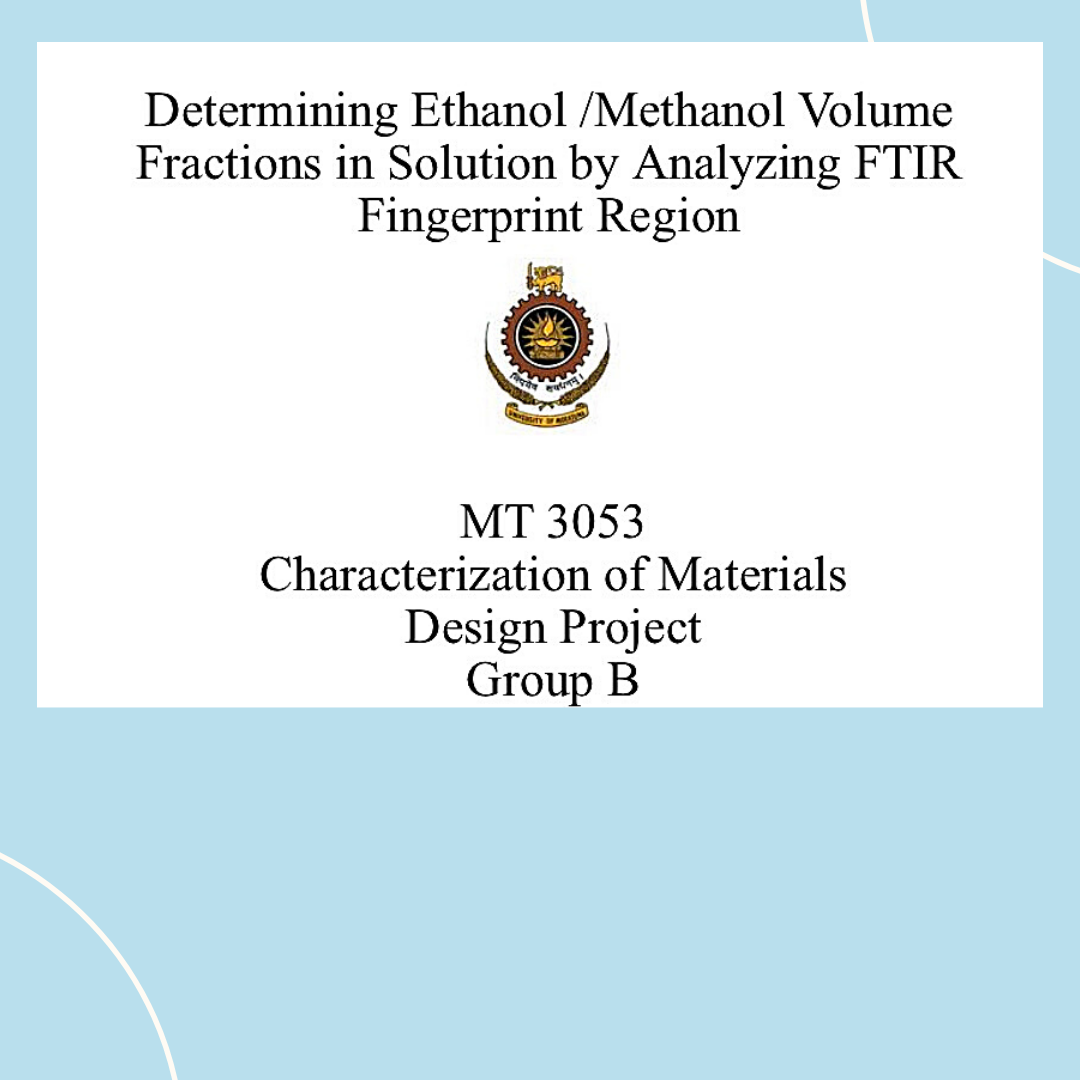 Determining Ethanol /Methanol Volume
Fractions in Solution by Analyzing FTIR
Fingerprint Region
UNIVERSITY OF MORATUWA
MT 3053
Characterization of Materials
Design Project
Group B